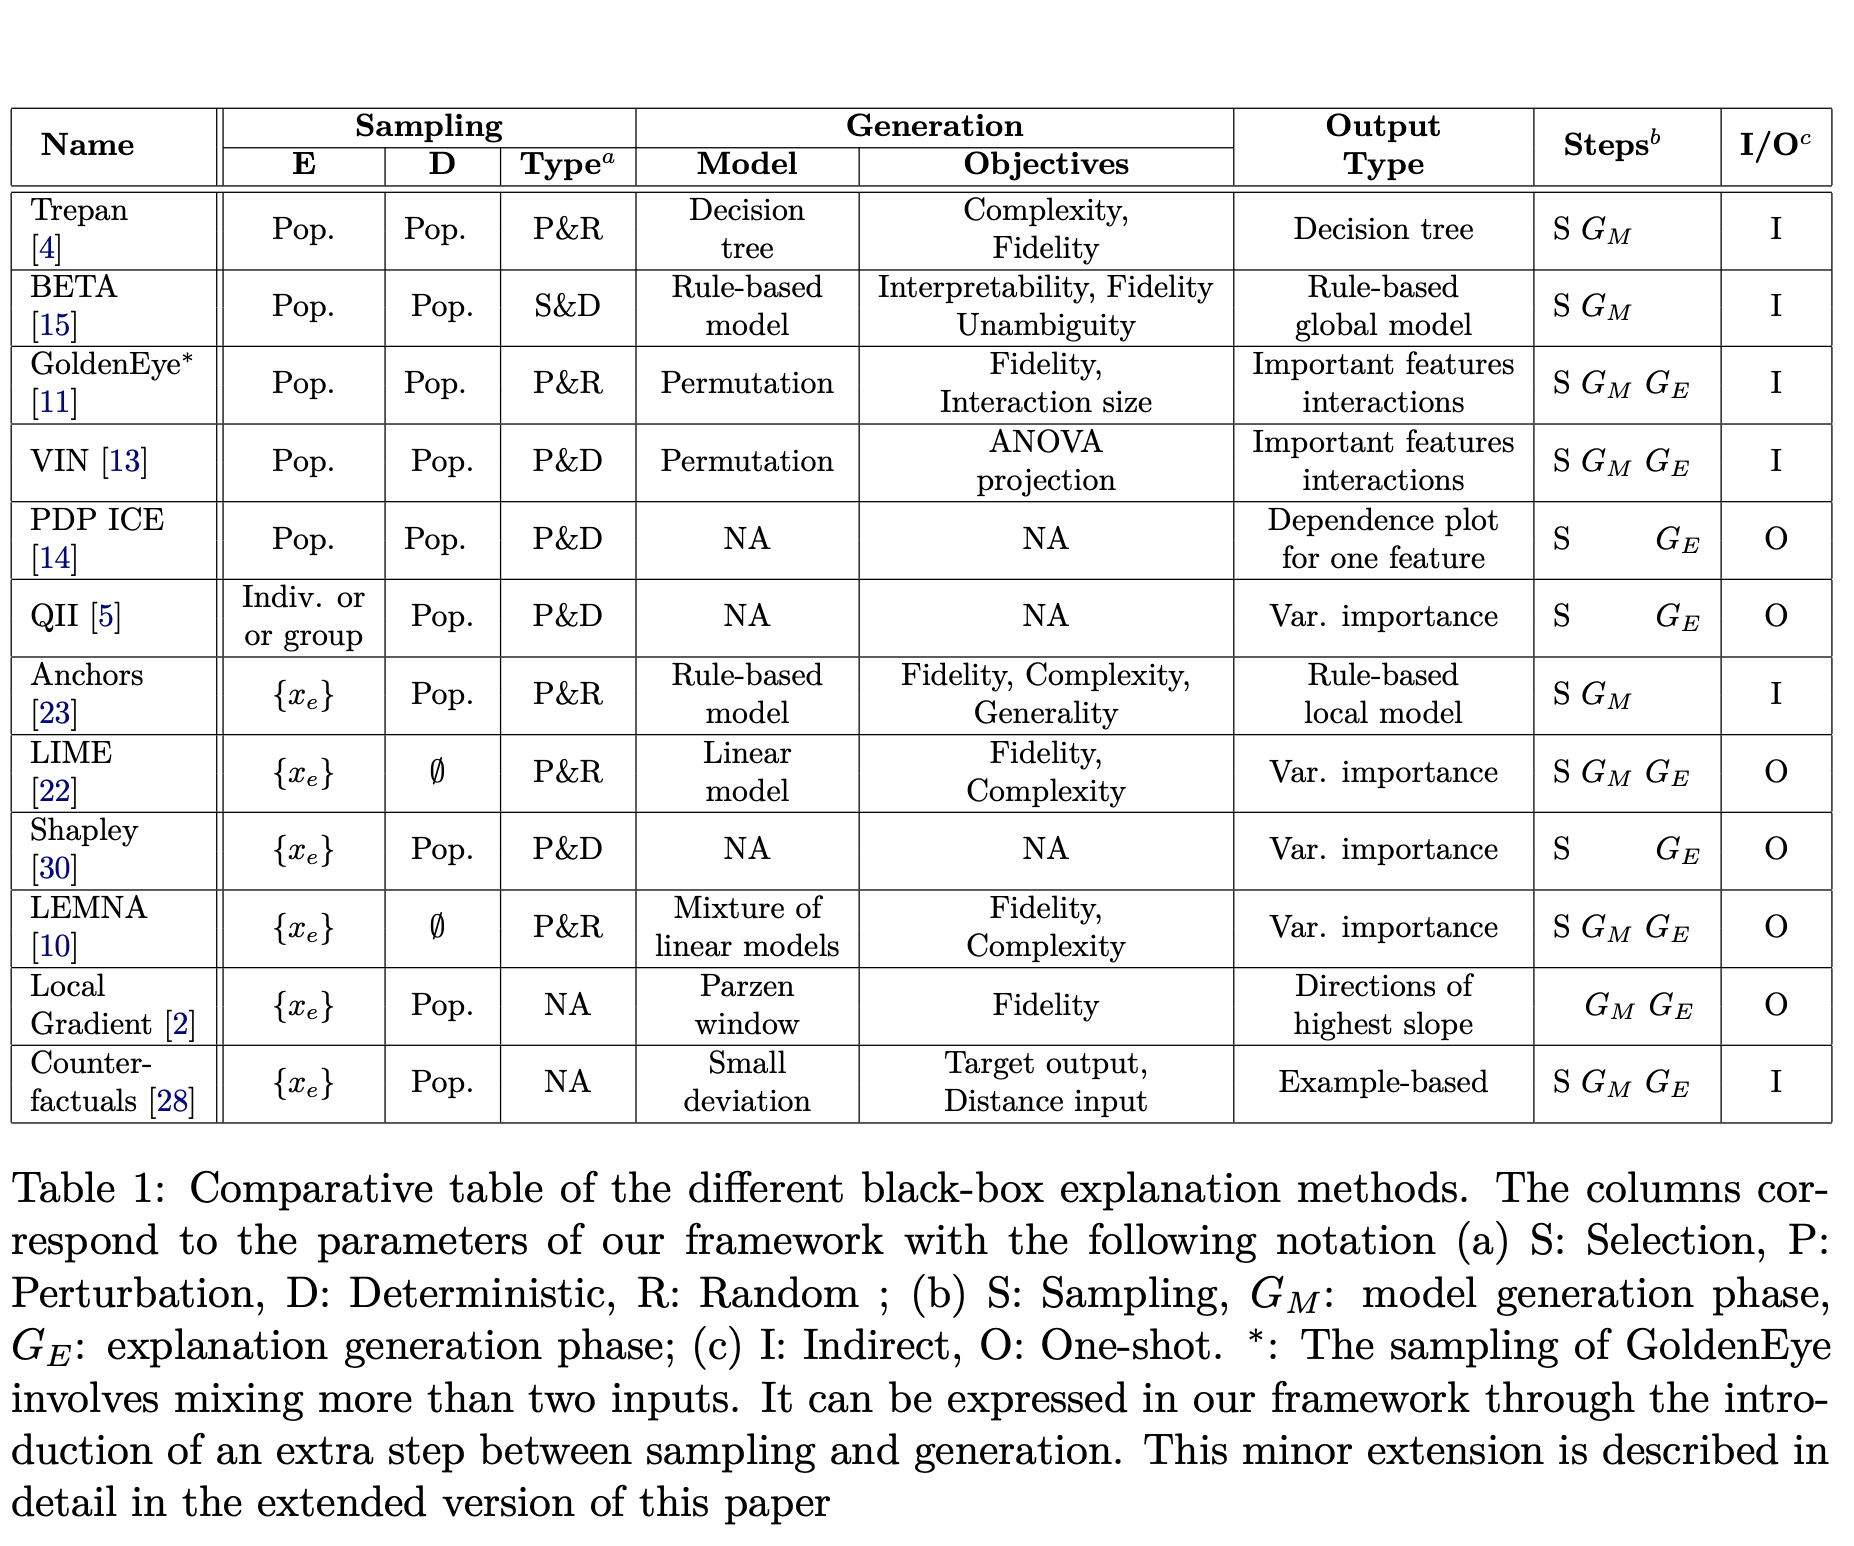 Name Sampling Generation Output Type Steps^b I/O^c
E D Type^a Model Objectives
Trepan [4] Pop. Pop. P&R Decision tree Complexity, Fidelity Decision tree S G_M I
BETA [15] Pop. Pop. S&D Rule-based model Interpretability, Fidelity Unambiguity Rule-based global model S G_M I
GoldenEye* [11] Pop. Pop. P&R Permutation Fidelity, Interaction size Important features interactions S G_M G_E I
VIN [13] Pop. Pop. P&D Permutation ANOVA projection Important features interactions S G_M G_E I
PDP ICE [14] Pop. Pop. P&D NA NA Dependence plot for one feature S G_E O
QII [5] Indiv. or or group Pop. P&D NA NA Var. importance S G_E O
Anchors [23] {x_e} Pop. P&R Rule-based model Fidelity, Complexity, Generality Rule-based local model S G_M I
LIME [22] {x_e} ∅ P&R Linear model Fidelity, Complexity Var. importance S G_M G_E O
Shapley [30] {x_e} Pop. P&D NA NA Var. importance S G_E O
LEMNA [10] {x_e} ∅ P&R Mixture of linear models Fidelity, Complexity Var. importance S G_M G_E O
Local Gradient [2] {x_e} Pop. NA Parzen window Fidelity Directions of highest slope G_M G_E O
Counter-factuals [28] {x_e} Pop. NA Small deviation Target output, Distance input Example-based S G_M G_E I
Table 1: Comparative table of the different black-box explanation methods. The columns cor-
respond to the parameters of our framework with the following notation (a) S: Selection, P:
Perturbation, D: Deterministic, R: Random ; (b) S: Sampling, G_M: model generation phase,
G_E: explanation generation phase; (c) I: Indirect, O: One-shot. *: The sampling of GoldenEye
involves mixing more than two inputs. It can be expressed in our framework through the intro-
duction of an extra step between sampling and generation. This minor extension is described in
detail in the extended version of this paper